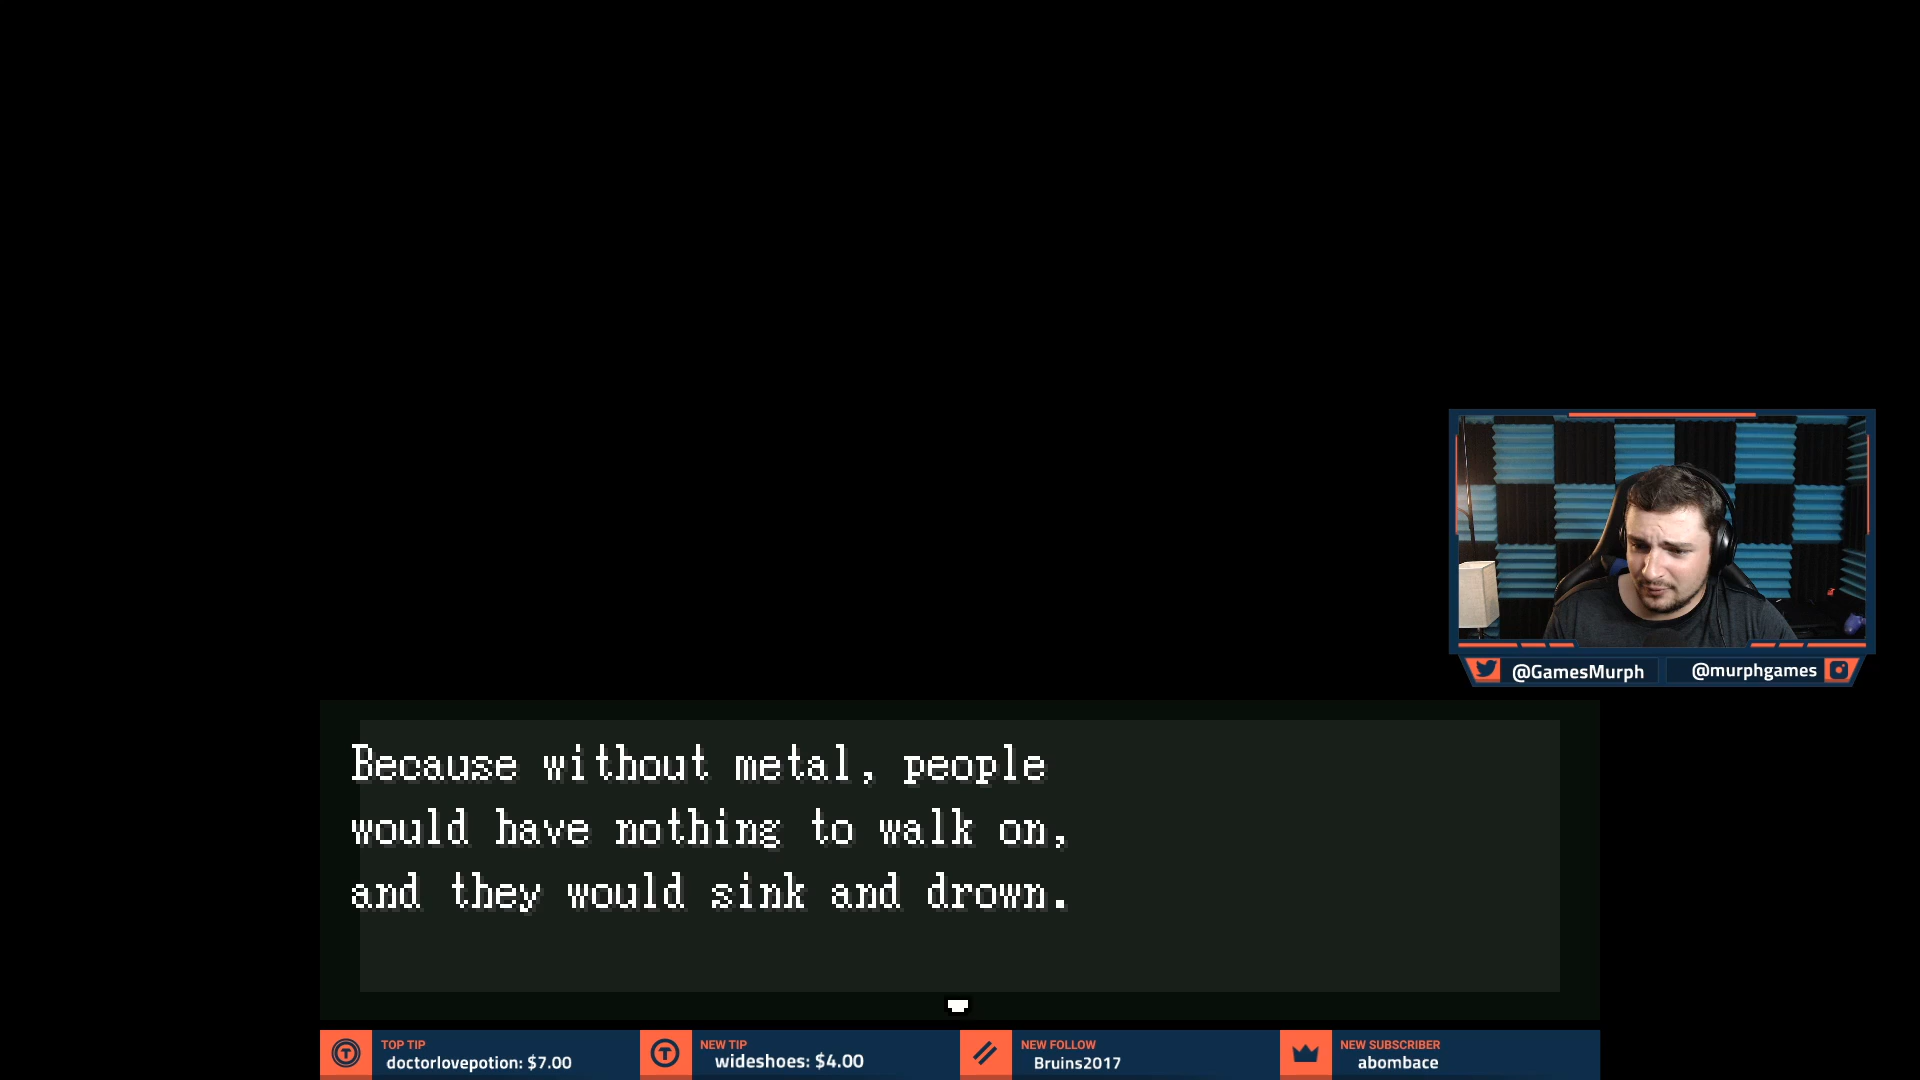 @GamesMurph
@murphgames
Because without metal, people
would have nothing to walk on,
and they would sink and drown.
TOP TIP
doctorlovepotion: $7.00
NEW TIP
wideshoes: $4.00
NEW FOLLOW
Bruins2017
NEW SUBSCRIBER
abombace